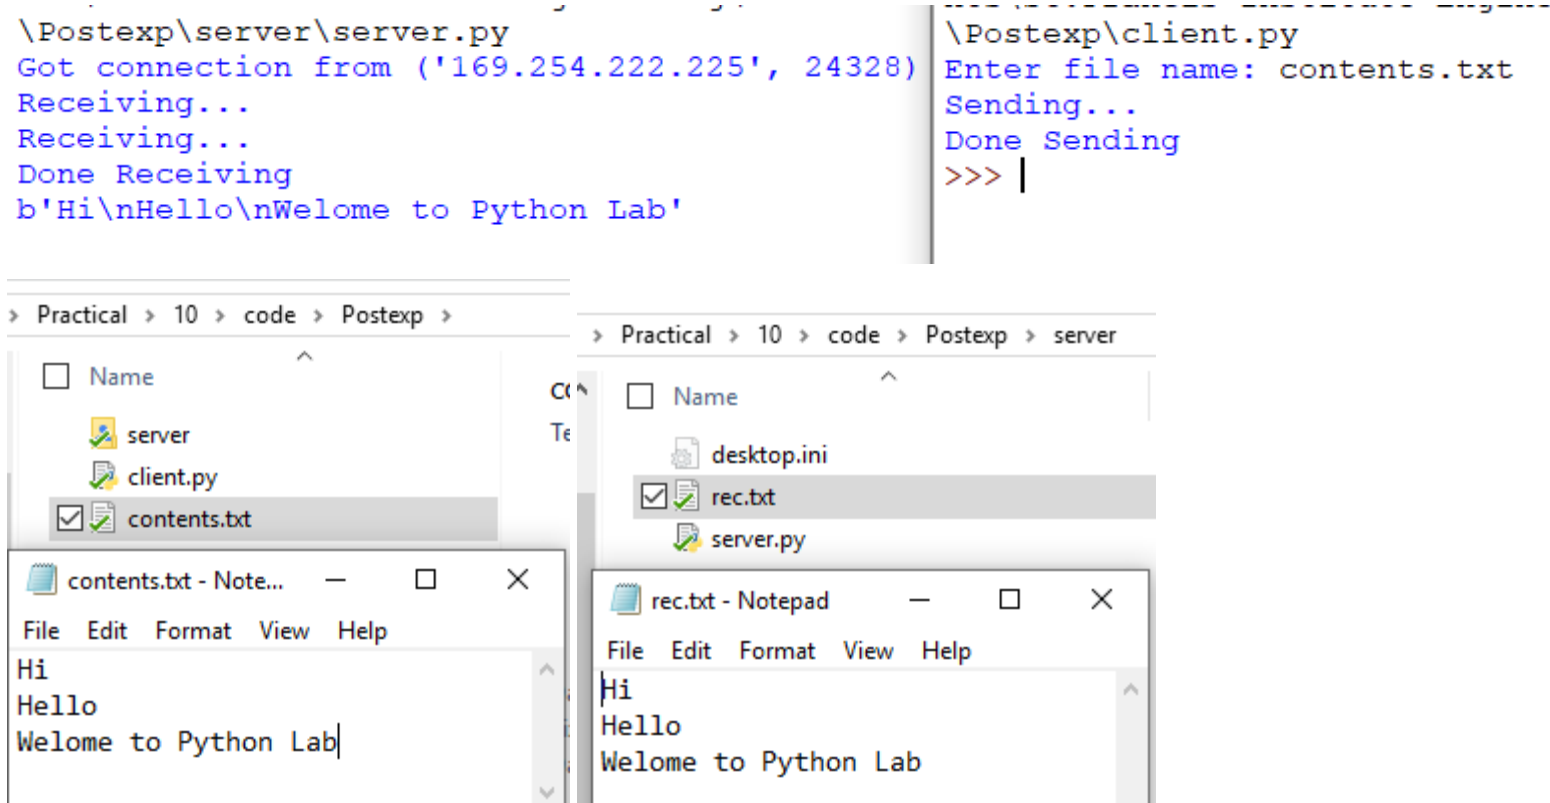 \Postexp\server\server.py
Got connection from ('169.254.222.225', 24328)
Receiving...
Receiving...
Done Receiving
b'Hi\nHello\nWelome to Python Lab'
\Postexp\client.py
Enter file name: contents.txt
Sending...
Done Sending
>>>
› Practical › 10 › code › Postexp ›
Name
server
client.py
contents.txt
contents.txt - Note...
File Edit Format View Help
Hi
Hello
Welome to Python Lab
› Practical › 10 › code › Postexp › server
Name
desktop.ini
rec.txt
server.py
rec.txt - Notepad
File Edit Format View Help
Hi
Hello
Welome to Python Lab